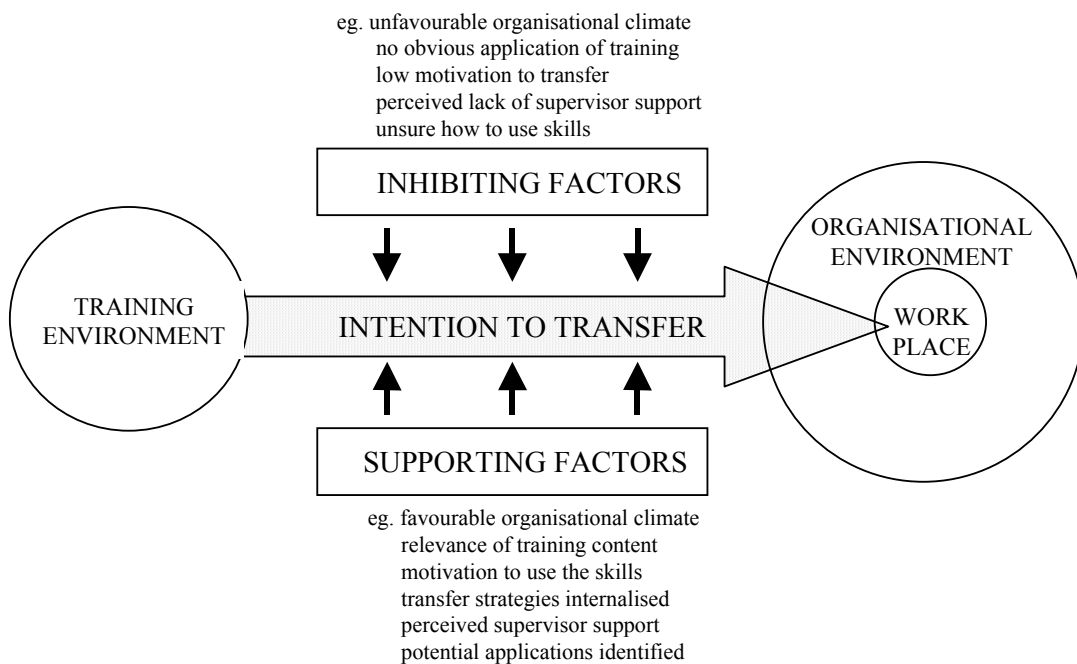 eg. unfavourable organisational climate
no obvious application of training
low motivation to transfer
perceived lack of supervisor support
unsure how to use skills
INHIBITING FACTORS
TRAINING
ENVIRONMENT
INTENTION TO TRANSFER
ORGANISATIONAL
ENVIRONMENT
WORK
PLACE
SUPPORTING FACTORS
eg. favourable organisational climate
relevance of training content
motivation to use the skills
transfer strategies internalised
perceived supervisor support
potential applications identified